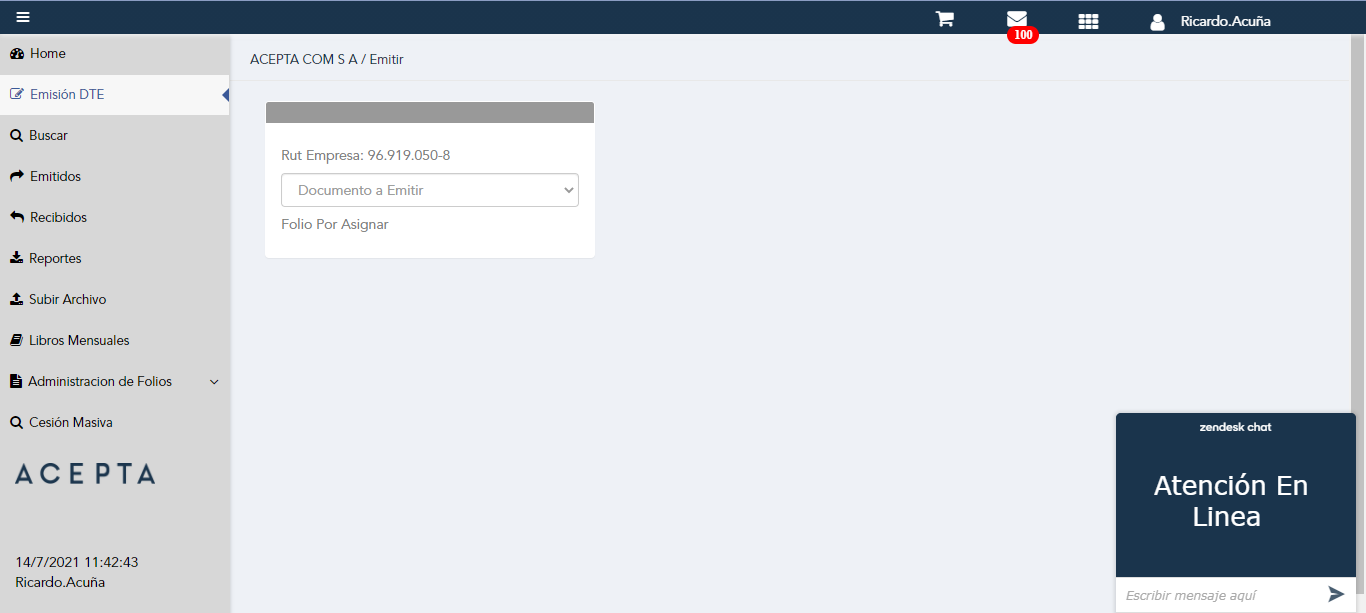 Ricardo.Acuña
100
Home
Emisión DTE
Buscar
Emitidos
Recibidos
Reportes
Subir Archivo
Libros Mensuales
Administracion de Folios
Cesión Masiva
ACEPTA
14/7/2021 11:42:43
Ricardo.Acuña
ACEPTA COM S A / Emitir
Rut Empresa: 96.919.050-8
Documento a Emitir
Folio Por Asignar
zendesk chat
Atención En
Linea
Escribir mensaje aquí